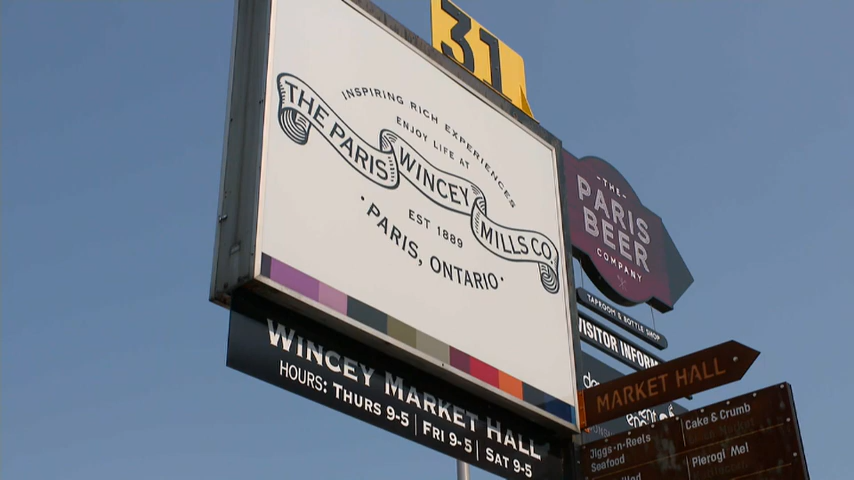 31
INSPIRING RICH EXPERIENCES
ENJOY LIFE AT
THE PARIS WINCEY MILLS CO.
EST 1889
· PARIS, ONTARIO ·
WINCEY MARKET HALL
HOURS: THURS 9-5 | FRI 9-5 | SAT 9-5
- THE -
PARIS
BEER
COMPANY
TAPROOM & BOTTLE SHOP
VISITOR INFORM
MARKET HALL
Jiggs-n-Reels
Seafood
Cake & Crumb
Pierogi Me!